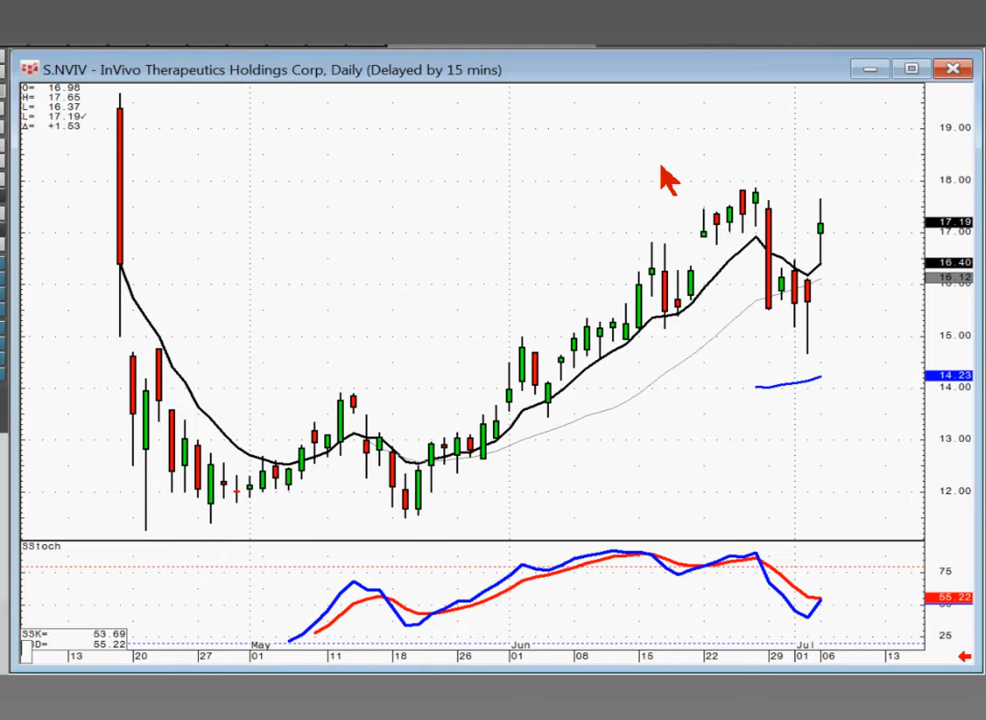 S.NVIV - InVivo Therapeutics Holdings Corp, Daily (Delayed by 15 mins)
O= 16.98
H= 17.65
L= 16.37
L= 17.19✓
Δ= +1.53
19.00
18.00
17.19
17.00
16.40
16.12
15.00
14.23
14.00
13.00
12.00
SStoch
75
55.22
25
SSK= 53.69
SD= 55.22
May Jun Jul
13 20 27 01 11 18 26 01 08 15 22 29 01 06 13